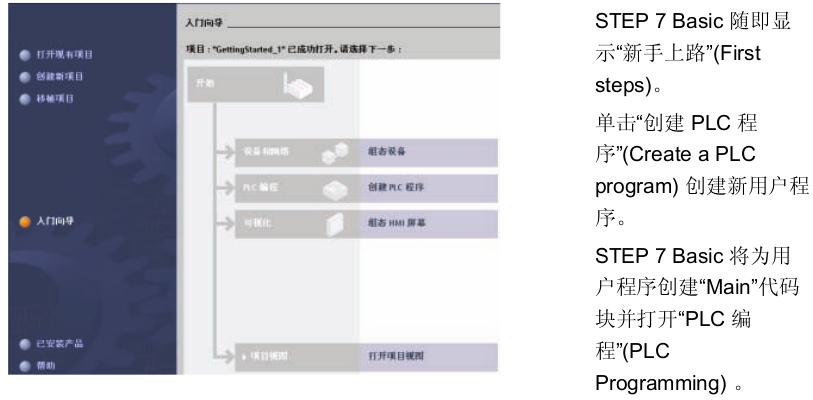 入门向导
项目："GettingStarted_1"已成功打开。请选择下一步：
打开现有项目
创建新项目
移植项目
入门向导
已安装产品
帮助
开始
设备和网络
组态设备
PLC 编程
创建 PLC 程序
可视化
组态 HMI 屏幕
项目视图
打开项目视图
STEP 7 Basic 随即显
示“新手上路”(First
steps)。
单击“创建 PLC 程
序”(Create a PLC
program) 创建新用户程
序。
STEP 7 Basic 将为用
户程序创建“Main”代码
块并打开“PLC 编
程”(PLC
Programming) 。